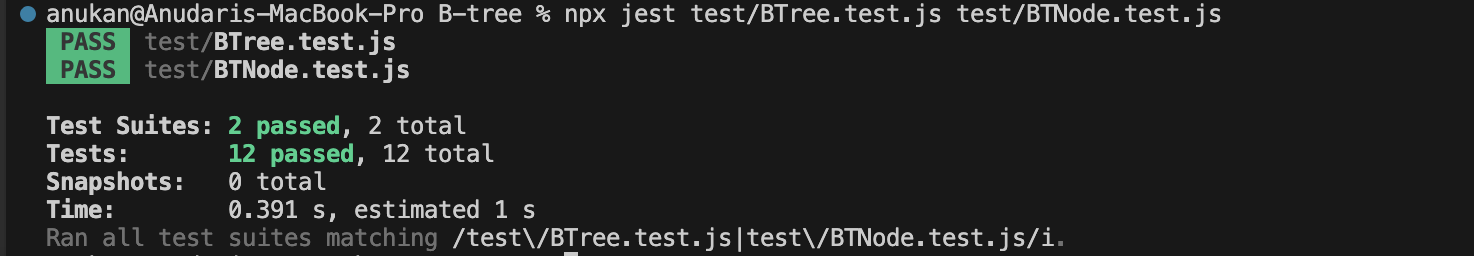 anukan@Anudaris-MacBook-Pro B-tree % npx jest test/BTree.test.js test/BTNode.test.js
PASS test/BTree.test.js
PASS test/BTNode.test.js
Test Suites: 2 passed, 2 total
Tests: 12 passed, 12 total
Snapshots: 0 total
Time: 0.391 s, estimated 1 s
Ran all test suites matching /test\/BTree.test.js|test\/BTNode.test.js/i.